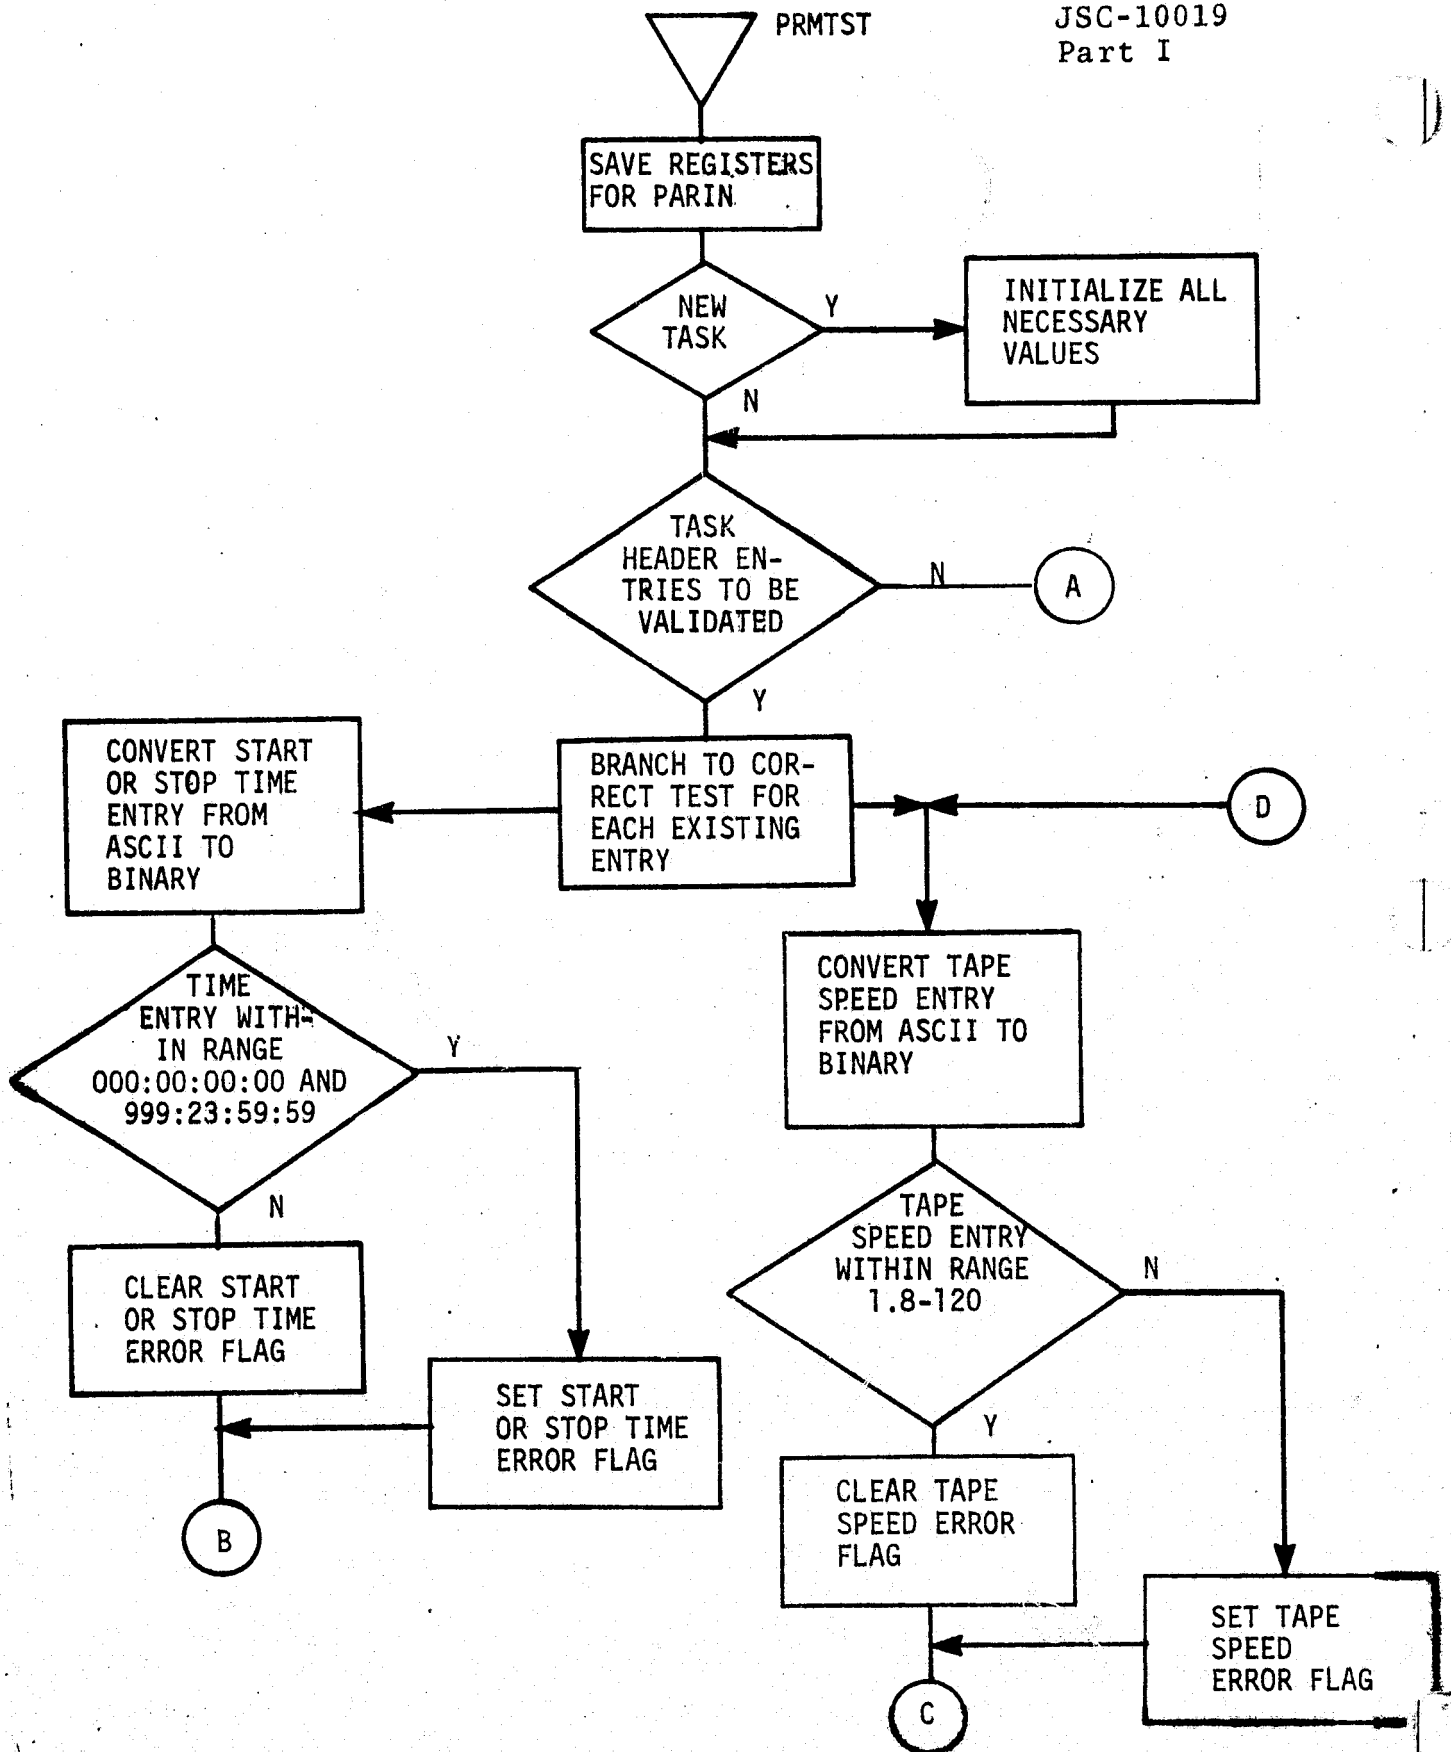 PRMTST
JSC-10019
Part I
SAVE REGISTERS
FOR PARIN
NEW
TASK
Y
INITIALIZE ALL
NECESSARY
VALUES
N
TASK
HEADER EN-
TRIES TO BE
VALIDATED
N
A
Y
CONVERT START
OR STOP TIME
ENTRY FROM
ASCII TO
BINARY
BRANCH TO COR-
RECT TEST FOR
EACH EXISTING
ENTRY
D
CONVERT TAPE
SPEED ENTRY
FROM ASCII TO
BINARY
TIME
ENTRY WITH-
IN RANGE
000:00:00:00 AND
999:23:59:59
Y
N
TAPE
SPEED ENTRY
WITHIN RANGE
1.8-120
N
CLEAR START
OR STOP TIME
ERROR FLAG
SET START
OR STOP TIME
ERROR FLAG
Y
CLEAR TAPE
SPEED ERROR
FLAG
B
SET TAPE
SPEED
ERROR FLAG
C